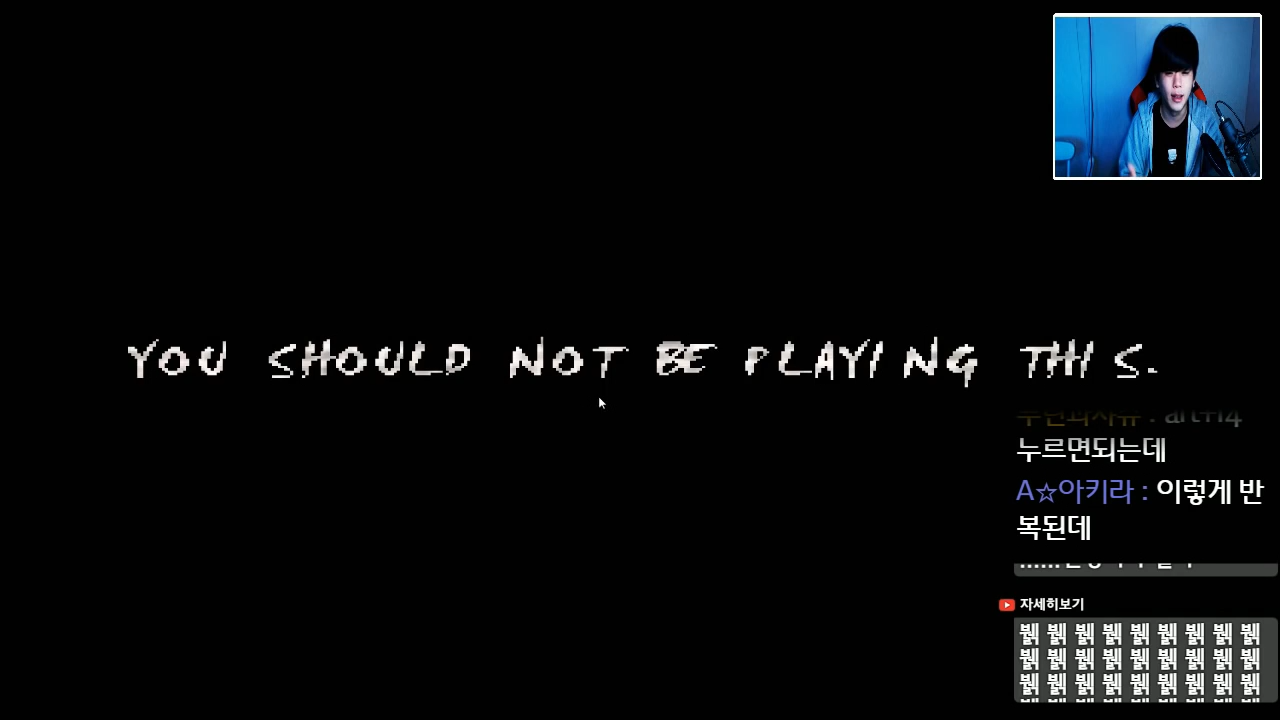 YOU SHOULD NOT BE PLAYING THIS.
누르면되는데
A☆아키라 : 이렇게 반
복된데
자세히보기
뷁 뷁 뷁 뷁 뷁 뷁 뷁 뷁 뷁
뷁 뷁 뷁 뷁 뷁 뷁 뷁 뷁 뷁
뷁 뷁 뷁 뷁 뷁 뷁 뷁 뷁 뷁